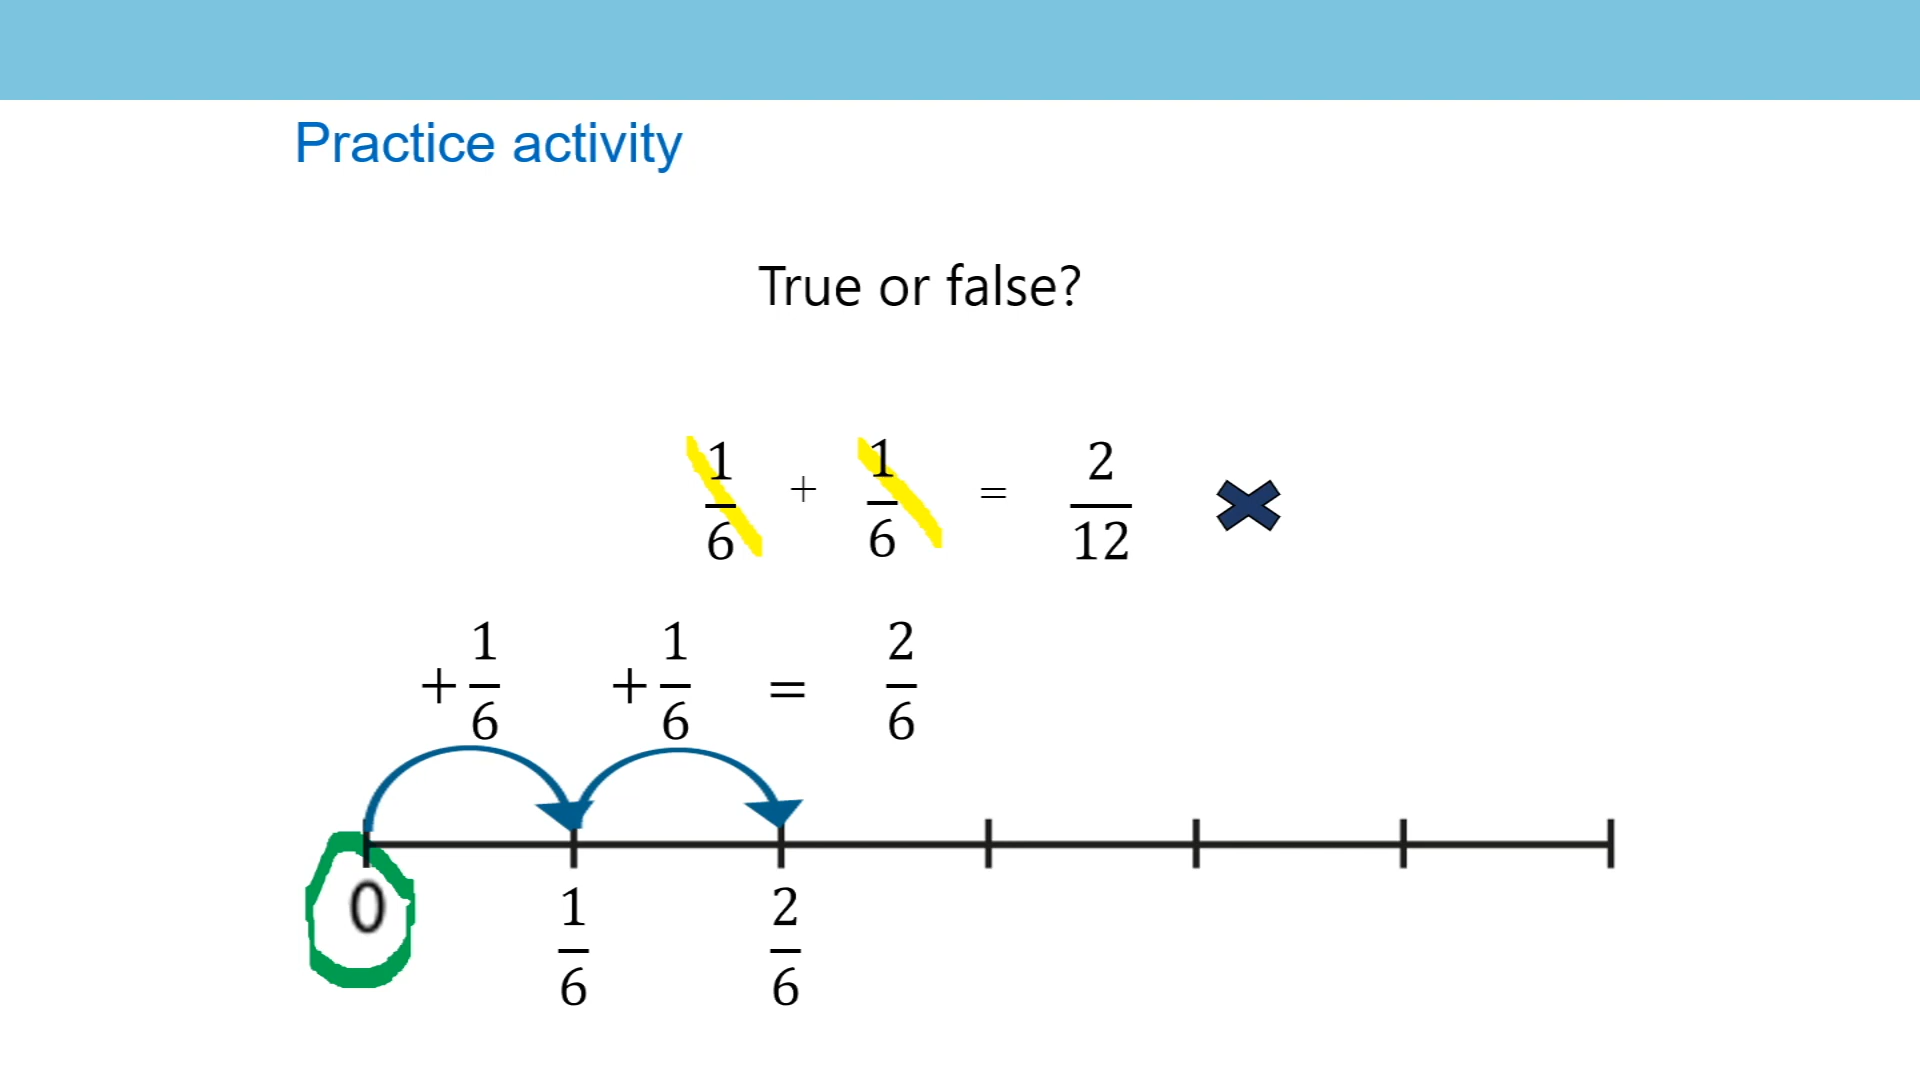 Practice activity
True or false?
1/6 + 1/6 = 2/12
+ 1/6 + 1/6 = 2/6
0 1/6 2/6